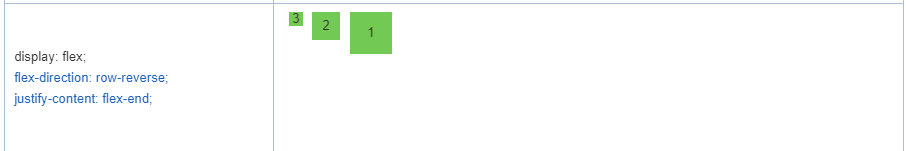 display: flex;
flex-direction: row-reverse;
justify-content: flex-end;
3 2 1